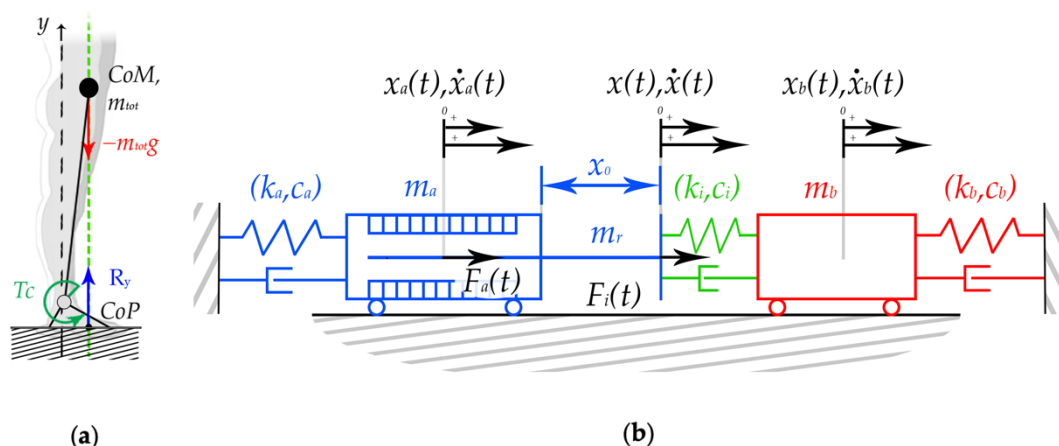 y
CoM,
m_tot
−m_tot g
R_y
Tc
CoP
(a)
x_a(t),ẋ_a(t)
x(t),ẋ(t)
x_b(t),ẋ_b(t)
0 + +
0 + +
0 + +
(k_a,c_a)
m_a
x_0
(k_i,c_i)
m_b
(k_b,c_b)
m_r
F_a(t)
F_i(t)
(b)